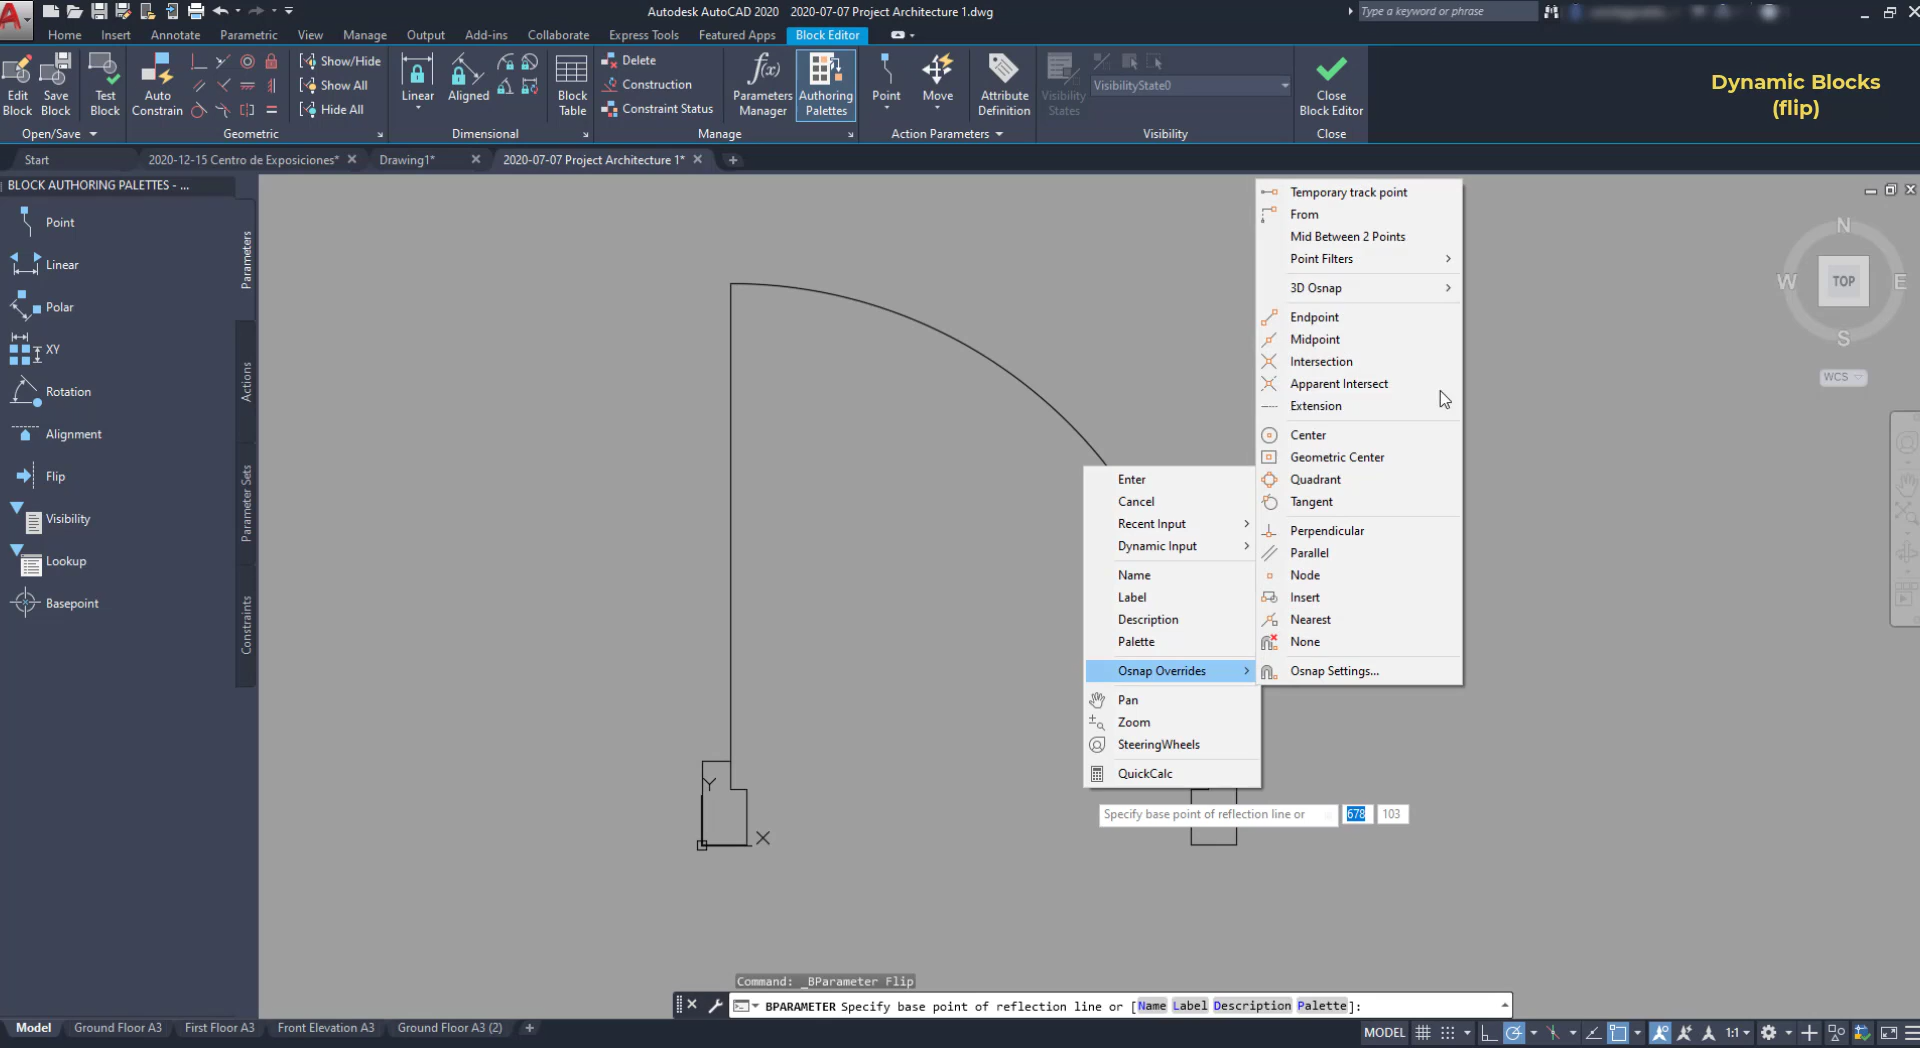 Autodesk AutoCAD 2020 2020-07-07 Project Architecture 1.dwg
Type a keyword or phrase
Home Insert Annotate Parametric View Manage Output Add-ins Collaborate Express Tools Featured Apps Block Editor
Edit Block
Save Block
Test Block
Open/Save
Auto Constrain
Show/Hide
Show All
Hide All
Geometric
Linear
Aligned
Dimensional
Block Table
Delete
Construction
Constraint Status
Parameters Manager
Authoring Palettes
Manage
Point
Move
Attribute Definition
Action Parameters
Visibility States
VisibilityState0
Visibility
Close Block Editor
Close
Dynamic Blocks
(flip)
Start
2020-12-15 Centro de Exposiciones*
Drawing1*
2020-07-07 Project Architecture 1*
BLOCK AUTHORING PALETTES - ...
Point
Linear
Polar
XY
Rotation
Alignment
Flip
Visibility
Lookup
Basepoint
Parameters
Actions
Parameter Sets
Constraints
Y
X
Enter
Cancel
Recent Input
Dynamic Input
Name
Label
Description
Palette
Osnap Overrides
Pan
Zoom
SteeringWheels
QuickCalc
Temporary track point
From
Mid Between 2 Points
Point Filters
3D Osnap
Endpoint
Midpoint
Intersection
Apparent Intersect
Extension
Center
Geometric Center
Quadrant
Tangent
Perpendicular
Parallel
Node
Insert
Nearest
None
Osnap Settings...
Specify base point of reflection line or 678 103
N
W TOP E
S
WCS
Command: _BParameter Flip
BPARAMETER Specify base point of reflection line or [Name Label Description Palette]:
Model Ground Floor A3 First Floor A3 Front Elevation A3 Ground Floor A3 (2)
MODEL 1:1